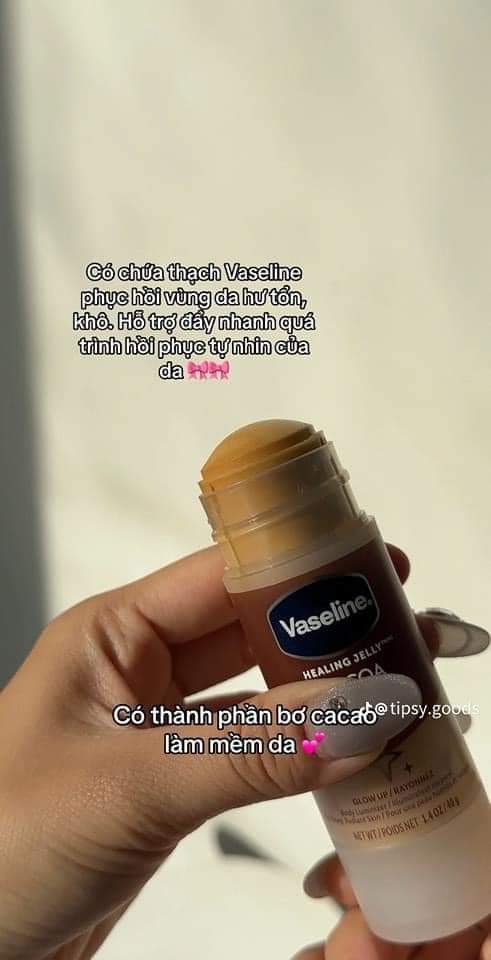 Có chứa thạch Vaseline
phục hồi vùng da hư tổn,
khô. Hỗ trợ đẩy nhanh quá
trình hồi phục tự nhin của
da 🎀🎀
Vaseline.
HEALING JELLY
Có thành phần bơ cacao
làm mềm da 💕
@tipsy.goods
GLOW UP / RAYONNEZ
NET WT / POIDS NET 1.4 OZ / 40 g